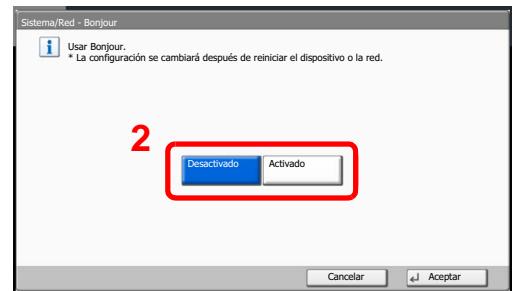 Sistema/Red - Bonjour
Usar Bonjour.
* La configuración se cambiará después de reiniciar el dispositivo o la red.
2
Desactivado Activado
Cancelar Aceptar